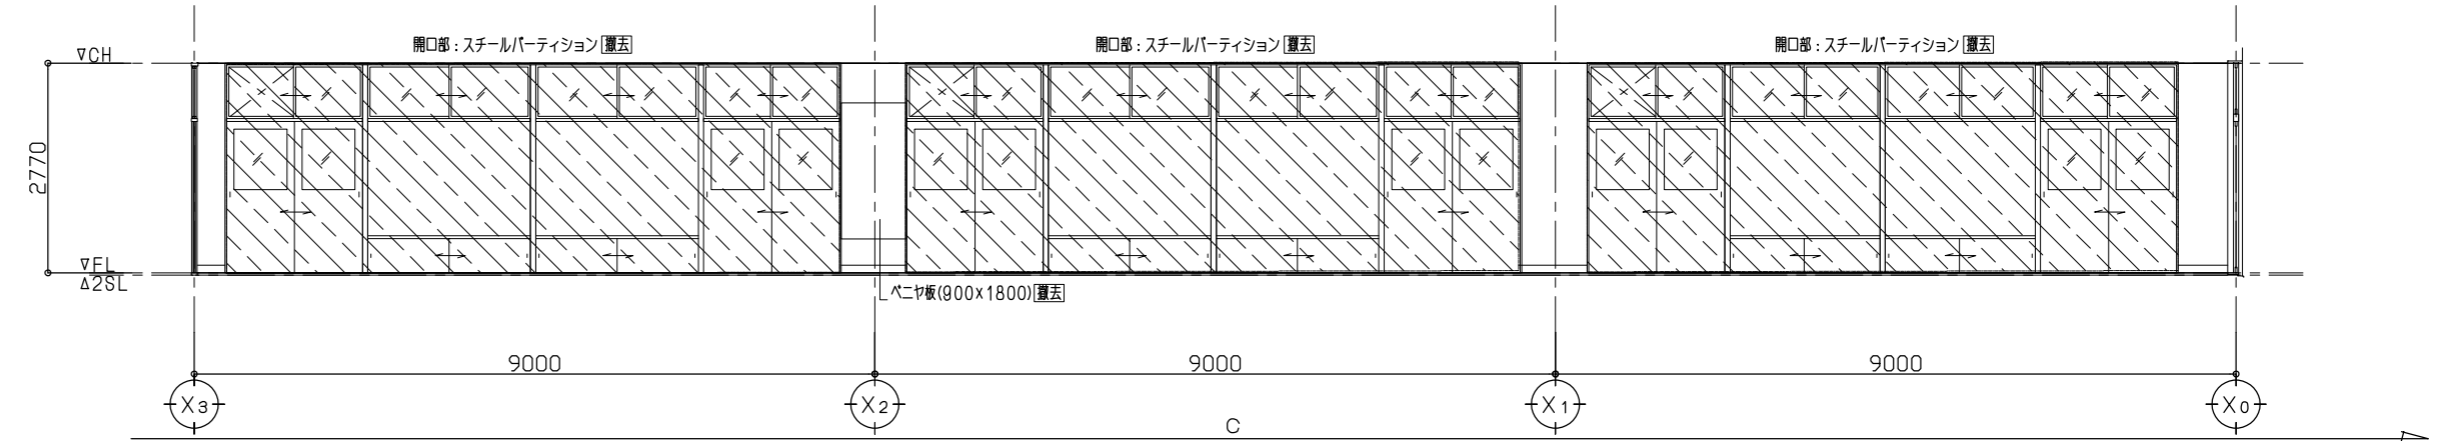 開口部：スチールパーティション 撤去
開口部：スチールパーティション 撤去
開口部：スチールパーティション 撤去
▽CH
2770
▽FL
△2SL
ベニヤ板(900x1800) 撤去
9000
9000
9000
X3
X2
X1
X0
C